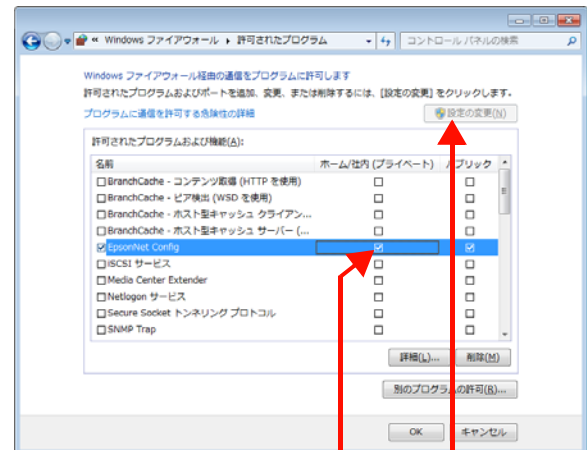 « Windows ファイアウォール ▸ 許可されたプログラム
コントロール パネルの検索
Windows ファイアウォール経由の通信をプログラムに許可します
許可されたプログラムおよびポートを追加、変更、または削除するには、[設定の変更] をクリックします。
プログラムに通信を許可する危険性の詳細
設定の変更(N)
許可されたプログラムおよび機能(A):
名前 ホーム/社内 (プライベート) パブリック
BranchCache - コンテンツ取得 (HTTP を使用)
BranchCache - ピア検出 (WSD を使用)
BranchCache - ホスト型キャッシュ クライアン...
BranchCache - ホスト型キャッシュ サーバー (...
EpsonNet Config
iSCSI サービス
Media Center Extender
Netlogon サービス
Secure Socket トンネリング プロトコル
SNMP Trap
詳細(L)... 削除(M)
別のプログラムの許可(R)...
OK キャンセル